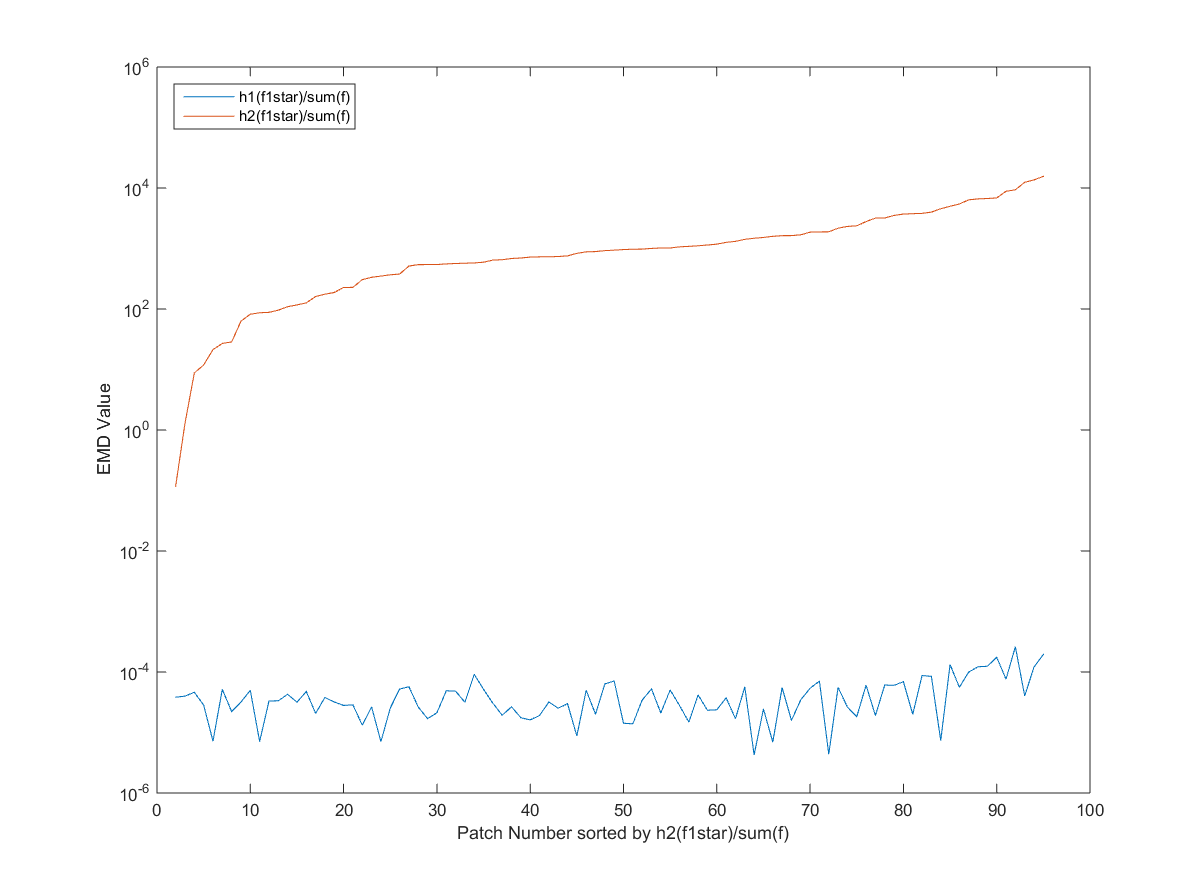 10^6
h1(f1star)/sum(f)
h2(f1star)/sum(f)
10^4
10^2
EMD Value
10^0
10^-2
10^-4
10^-6
0 10 20 30 40 50 60 70 80 90 100
Patch Number sorted by h2(f1star)/sum(f)